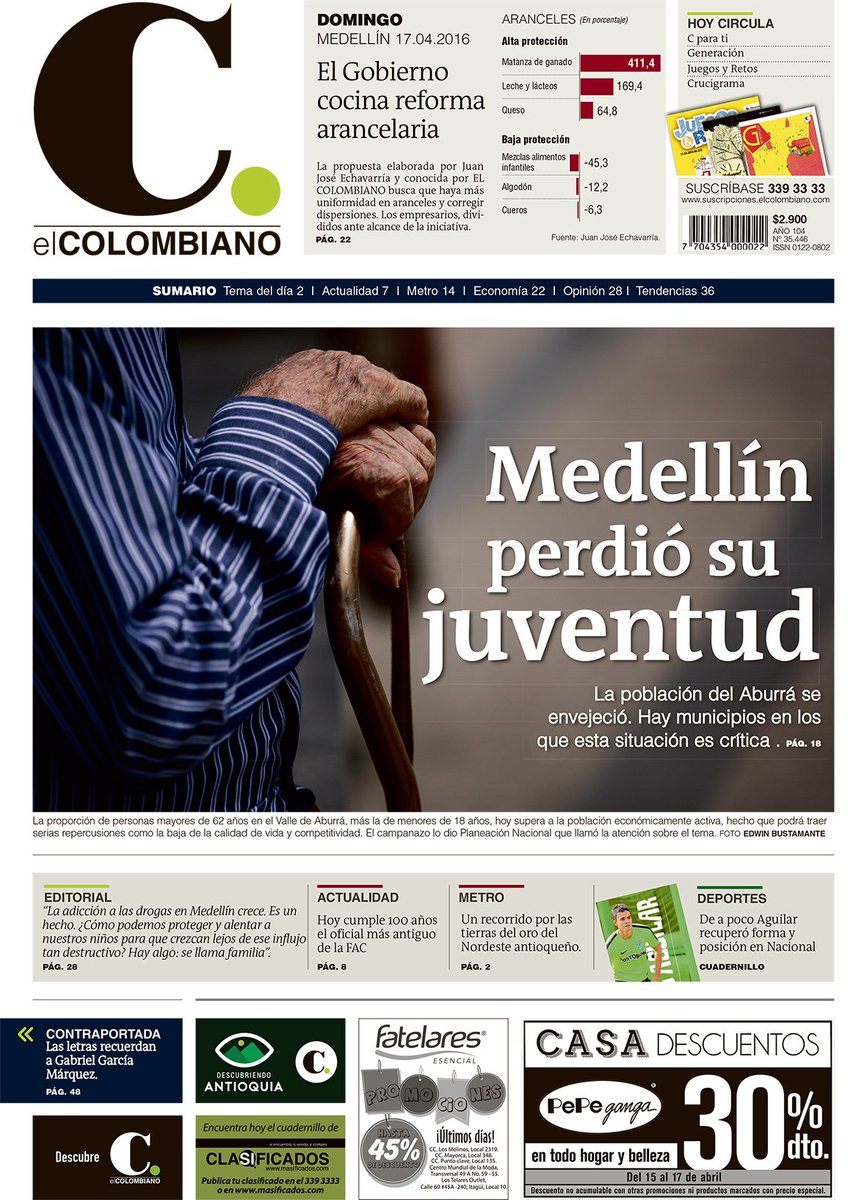 C.
elCOLOMBIANO
DOMINGO
MEDELLÍN 17.04.2016
El Gobierno
cocina reforma
arancelaria
La propuesta elaborada por Juan
José Echavarría y conocida por EL
COLOMBIANO busca que haya más
uniformidad en aranceles y corregir
dispersiones. Los empresarios, divi-
didos ante alcance de la iniciativa.
PÁG. 22
ARANCELES (En porcentaje)
Alta protección
Matanza de ganado 411,4
Leche y lácteos 169,4
Queso 64,8
Baja protección
Mezclas alimentos
infantiles -45,3
Algodón -12,2
Cueros -6,3
Fuente: Juan José Echavarría.
HOY CIRCULA
C para ti
Generación
Juegos y Retos
Crucigrama
SUSCRÍBASE 339 33 33
www.suscripciones.elcolombiano.com
$2.900
AÑO 104
N° 35.446
ISSN 0122-0802
7 704354 000022
SUMARIO Tema del día 2 I Actualidad 7 I Metro 14 I Economía 22 I Opinión 28 I Tendencias 36
Medellín
perdió su
juventud
La población del Aburrá se
envejeció. Hay municipios en los
que esta situación es crítica . PÁG. 18
La proporción de personas mayores de 62 años en el Valle de Aburrá, más la de menores de 18 años, hoy supera a la población económicamente activa, hecho que podrá traer
serias repercusiones como la baja de la calidad de vida y competitividad. El campanazo lo dio Planeación Nacional que llamó la atención sobre el tema. FOTO EDWIN BUSTAMANTE
EDITORIAL
“La adicción a las drogas en Medellín crece. Es un
hecho. ¿Cómo podemos proteger y alentar a
nuestros niños para que crezcan lejos de ese influjo
tan destructivo? Hay algo: se llama familia”.
PÁG. 28
ACTUALIDAD
Hoy cumple 100 años
el oficial más antiguo
de la FAC
PÁG. 8
METRO
Un recorrido por las
tierras del oro del
Nordeste antioqueño.
PÁG. 2
AGUILAR
DEPORTES
De a poco Aguilar
recuperó forma y
posición en Nacional
CUADERNILLO
CONTRAPORTADA
Las letras recuerdan
a Gabriel García
Márquez.
PÁG. 48
Descubre C.
elCOLOMBIANO
DESCUBRIENDO
ANTIOQUIA
C.
Encuentra hoy el cuadernillo de
CLASIFICADOS
www.masificados.com
Publica tu clasificado en el 339 3333
o en www.masificados.com
fatelares®
ESENCIAL
PROMOCIONES
HASTA
45%
DE DESCUENTO
¡Últimos días!
CC. Los Molinos, Local 2319.
CC. Mayorca, Local 348.
CC. Punto clave, Local 135.
Centro Mundial de la Moda,
Transversal 49 A No. 59 -55.
Los Telares Outlet,
Calle 60 #45A -240, Itagüí, Local 10.
CASA DESCUENTOS
PePe ganga®
en todo hogar y belleza
30% dto.
Del 15 al 17 de abril
Descuento no acumulable con otras promociones ni productos marcados con precio especial.